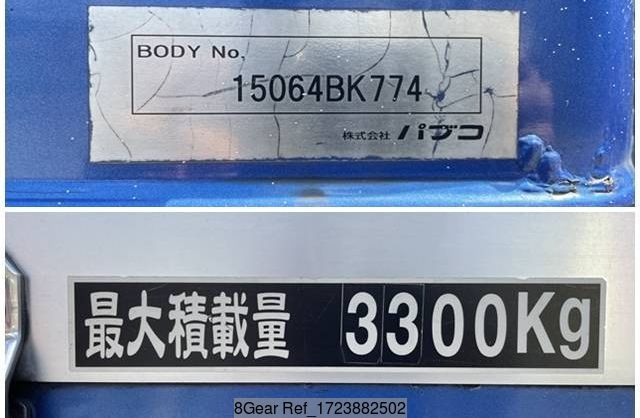 BODY No.
15064BK774
株式会社 パブコ
最大積載量 3300Kg
8Gear Ref_1723882502